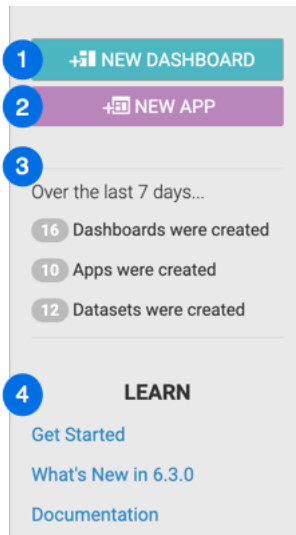 1 NEW DASHBOARD
2 NEW APP
3
Over the last 7 days...
16 Dashboards were created
10 Apps were created
12 Datasets were created
4 LEARN
Get Started
What's New in 6.3.0
Documentation